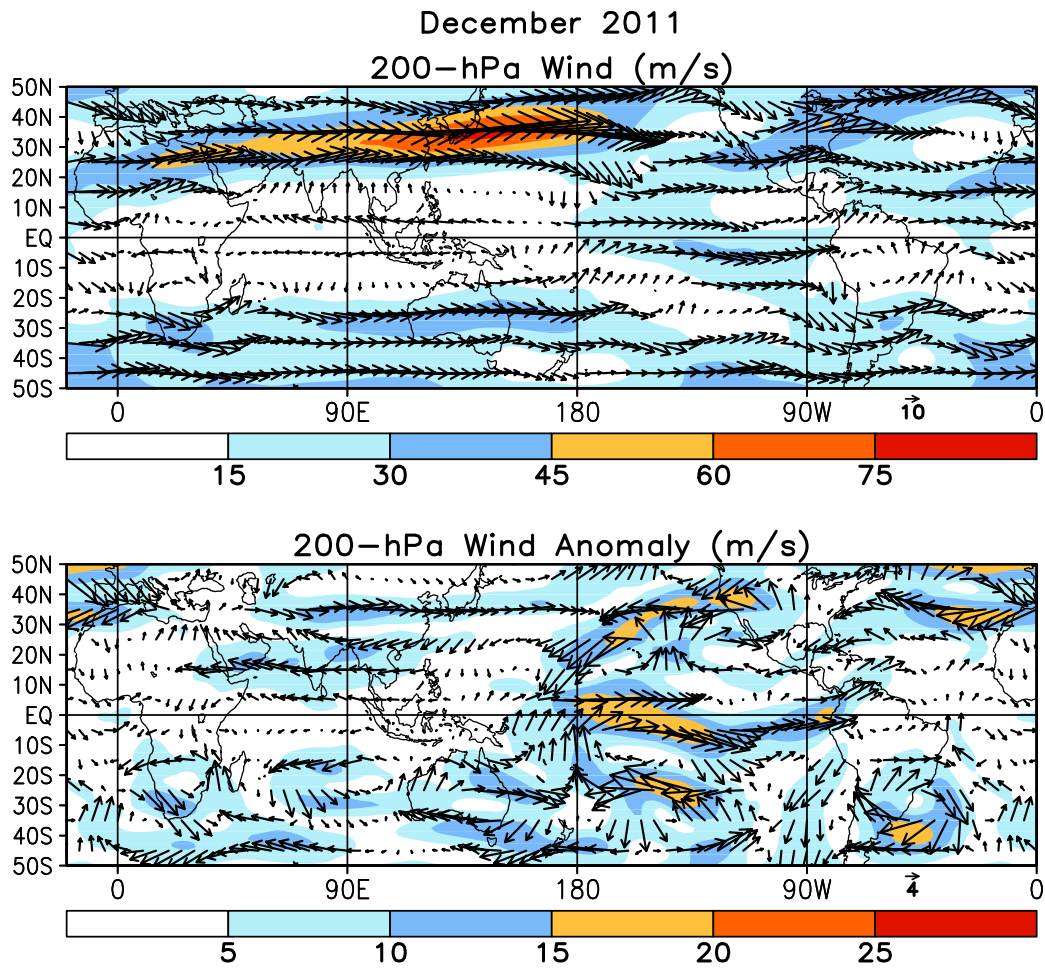 December 2011
200-hPa Wind (m/s)
50N
40N
30N
20N
10N
EQ
10S
20S
30S
40S
50S
0 90E 180 90W 10 0
15 30 45 60 75
200-hPa Wind Anomaly (m/s)
50N
40N
30N
20N
10N
EQ
10S
20S
30S
40S
50S
0 90E 180 90W 4 0
5 10 15 20 25